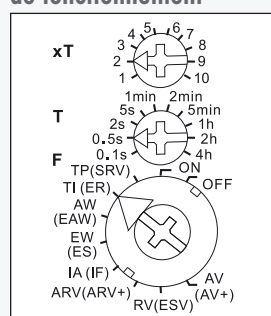 de fonctionnement
xT
1 2 3 4 5 6 7 8 9 10
T
0.1s 0.5s 2s 5s 1min 2min 5min 1h 2h 4h
F
TP(SRV)
TI (ER)
AW
(EAW)
EW
(ES)
IA (IF)
ARV(ARV+)
RV(ESV)
AV
(AV+)
OFF
ON